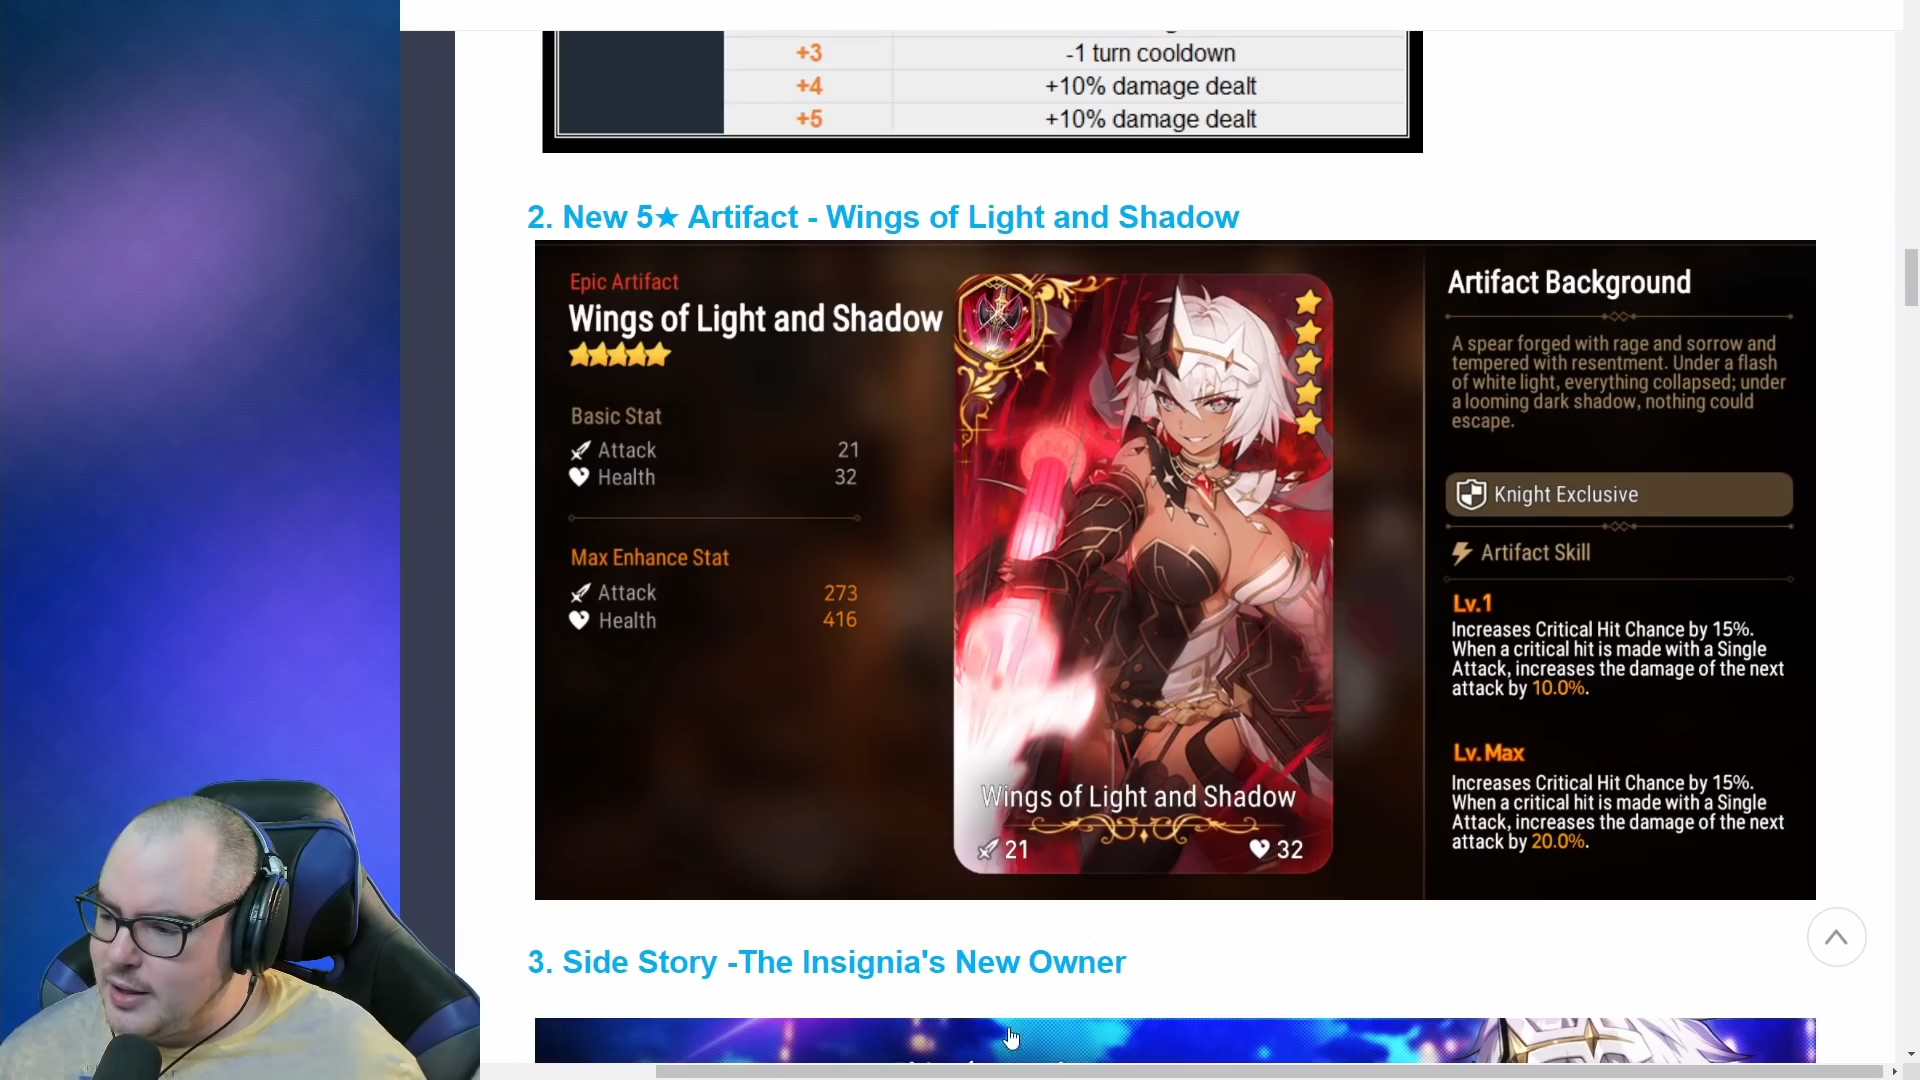 +3 -1 turn cooldown
+4 +10% damage dealt
+5 +10% damage dealt
2. New 5★ Artifact - Wings of Light and Shadow
Epic Artifact
Wings of Light and Shadow
Basic Stat
Attack 21
Health 32
Max Enhance Stat
Attack 273
Health 416
Wings of Light and Shadow
21 32
Artifact Background
A spear forged with rage and sorrow and
tempered with resentment. Under a flash
of white light, everything collapsed; under
a looming dark shadow, nothing could
escape.
Knight Exclusive
Artifact Skill
Lv.1
Increases Critical Hit Chance by 15%.
When a critical hit is made with a Single
Attack, increases the damage of the next
attack by 10.0%.
Lv.Max
Increases Critical Hit Chance by 15%.
When a critical hit is made with a Single
Attack, increases the damage of the next
attack by 20.0%.
3. Side Story -The Insignia's New Owner